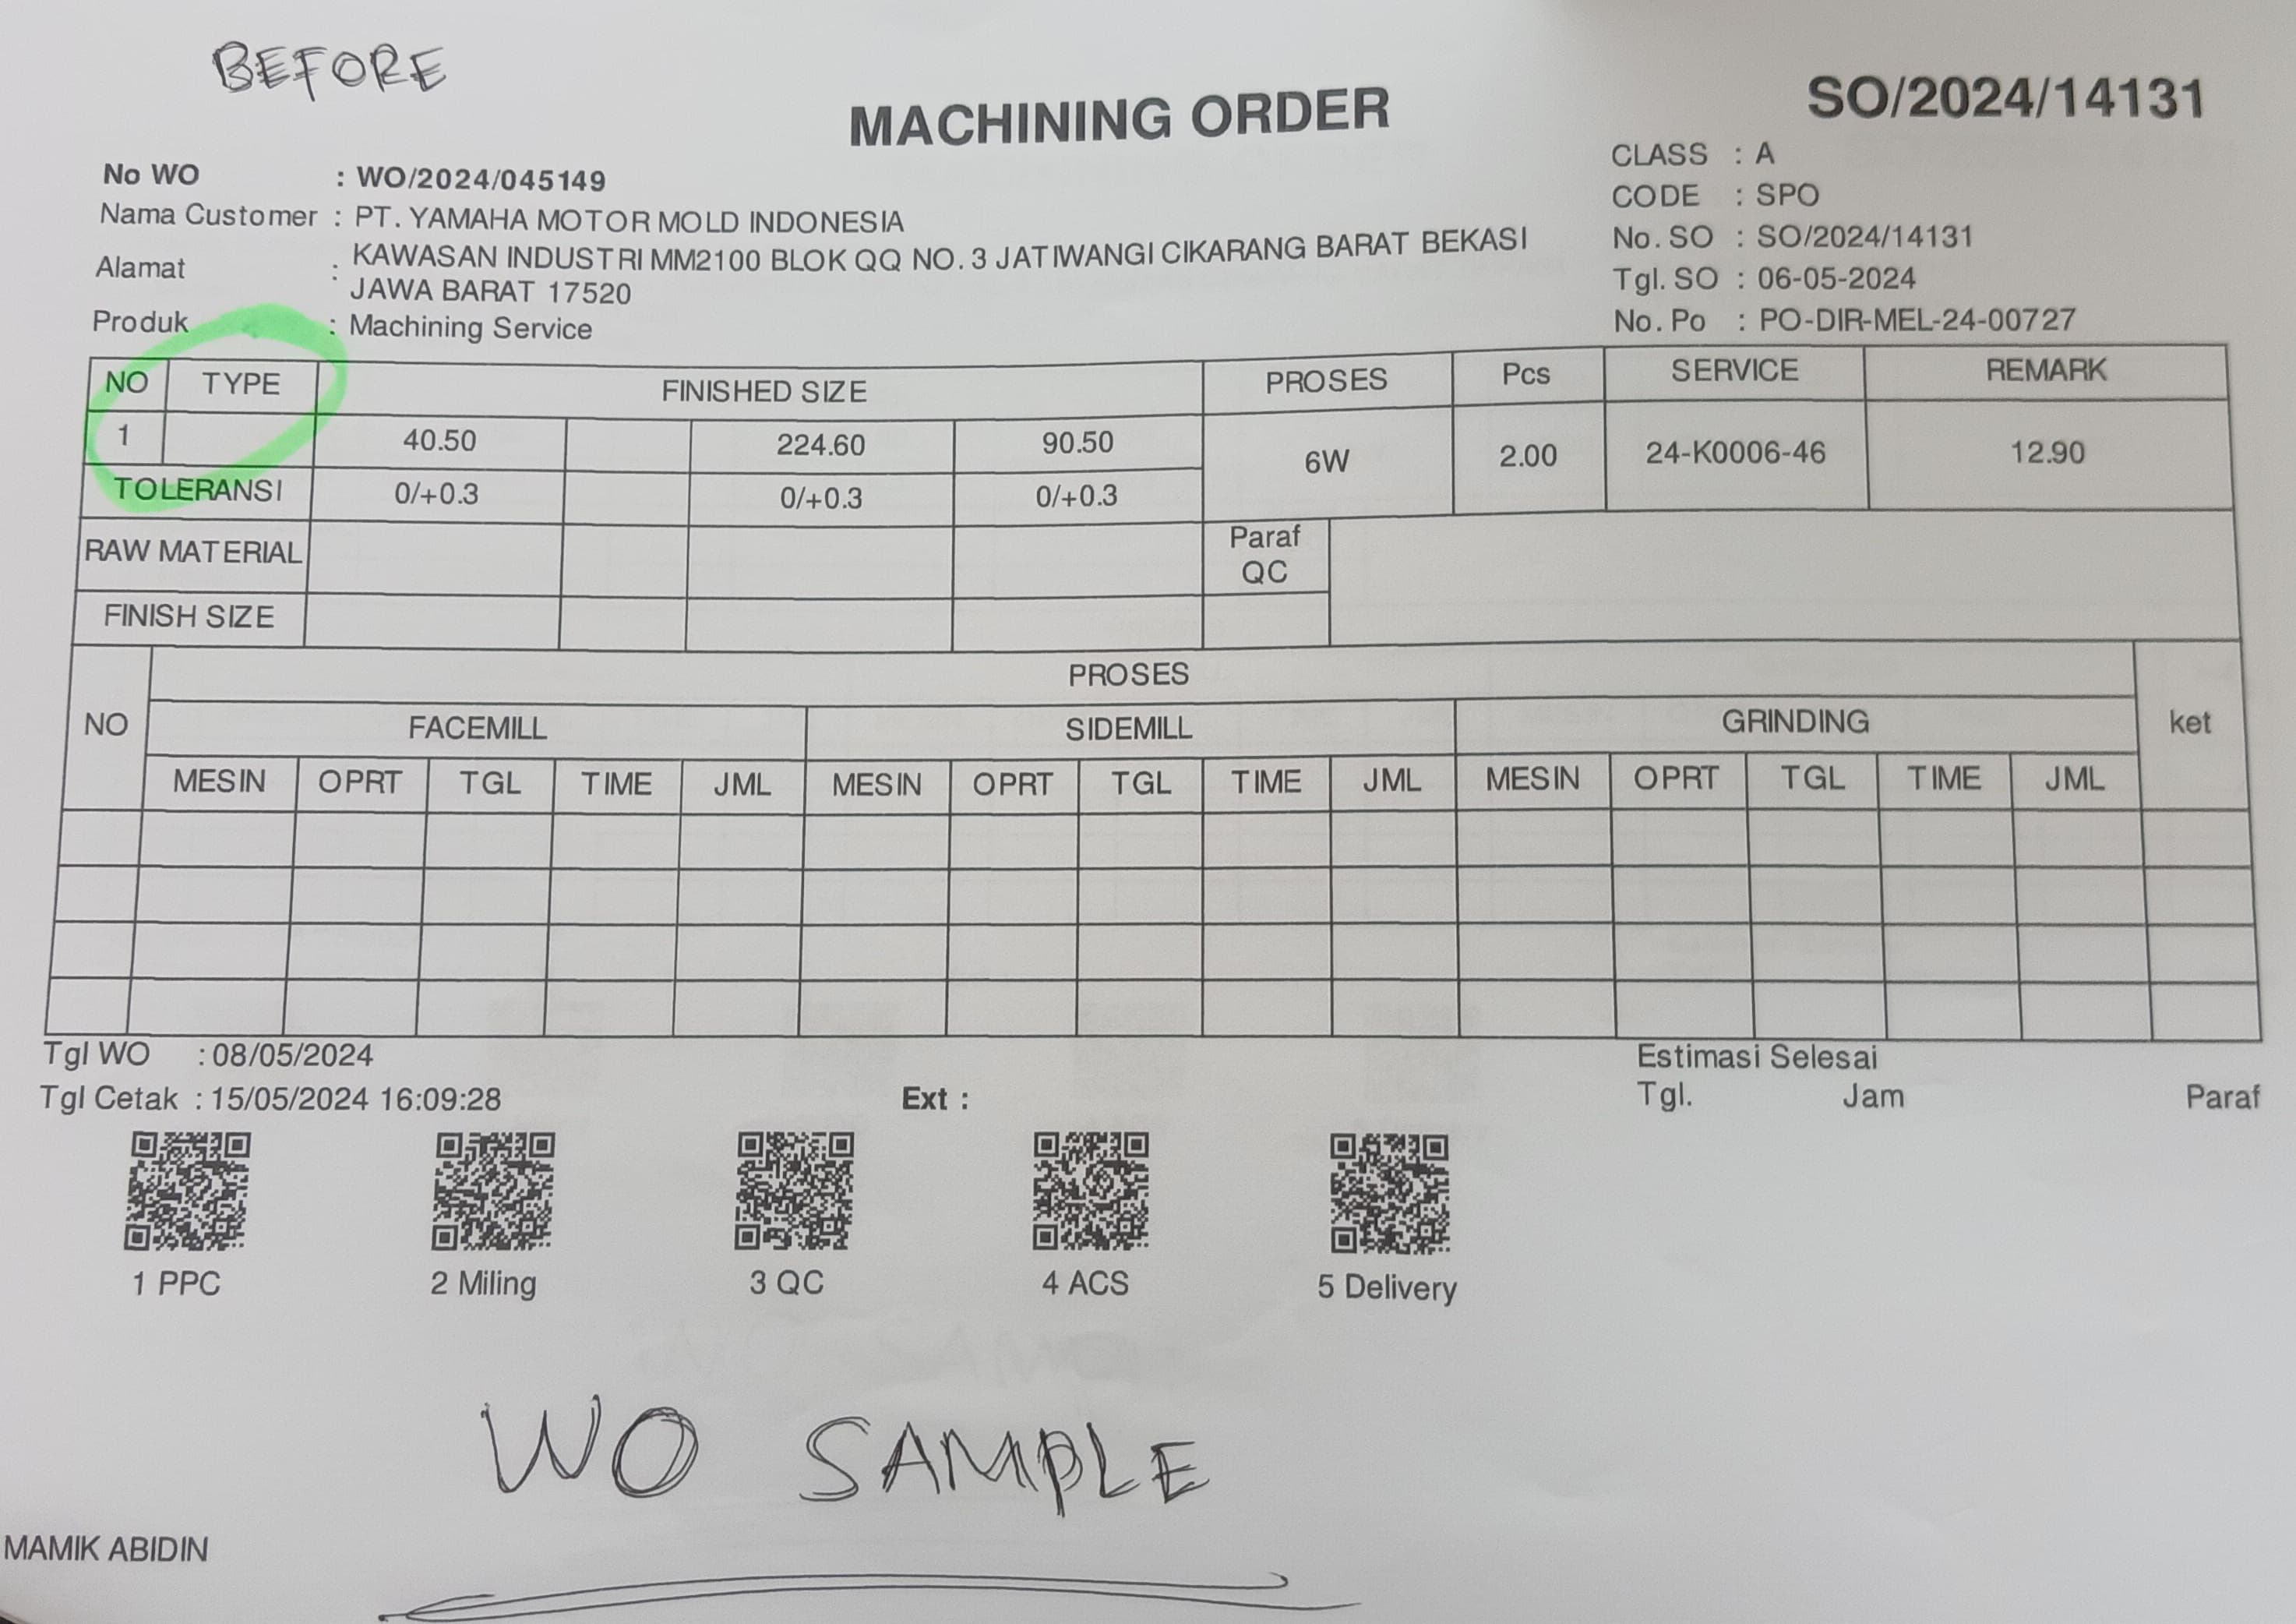 BEFORE
MACHINING ORDER
SO/2024/14131
No WO : WO/2024/045149
Nama Customer : PT. YAMAHA MOTOR MOLD INDONESIA
Alamat : KAWASAN INDUSTRI MM2100 BLOK QQ NO. 3 JATIWANGI CIKARANG BARAT BEKASI
JAWA BARAT 17520
Produk : Machining Service
CLASS : A
CODE : SPO
No. SO : SO/2024/14131
Tgl. SO : 06-05-2024
No. Po : PO-DIR-MEL-24-00727
NO TYPE FINISHED SIZE PROSES Pcs SERVICE REMARK
1 40.50 224.60 90.50 6W 2.00 24-K0006-46 12.90
TOLERANSI 0/+0.3 0/+0.3 0/+0.3
RAW MATERIAL Paraf
QC
FINISH SIZE
NO PROSES ket
FACEMILL SIDEMILL GRINDING
MESIN OPRT TGL TIME JML MESIN OPRT TGL TIME JML MESIN OPRT TGL TIME JML
Tgl WO : 08/05/2024
Tgl Cetak : 15/05/2024 16:09:28
Ext :
Estimasi Selesai
Tgl. Jam Paraf
1 PPC 2 Miling 3 QC 4 ACS 5 Delivery
WO SAMPLE
MAMIK ABIDIN